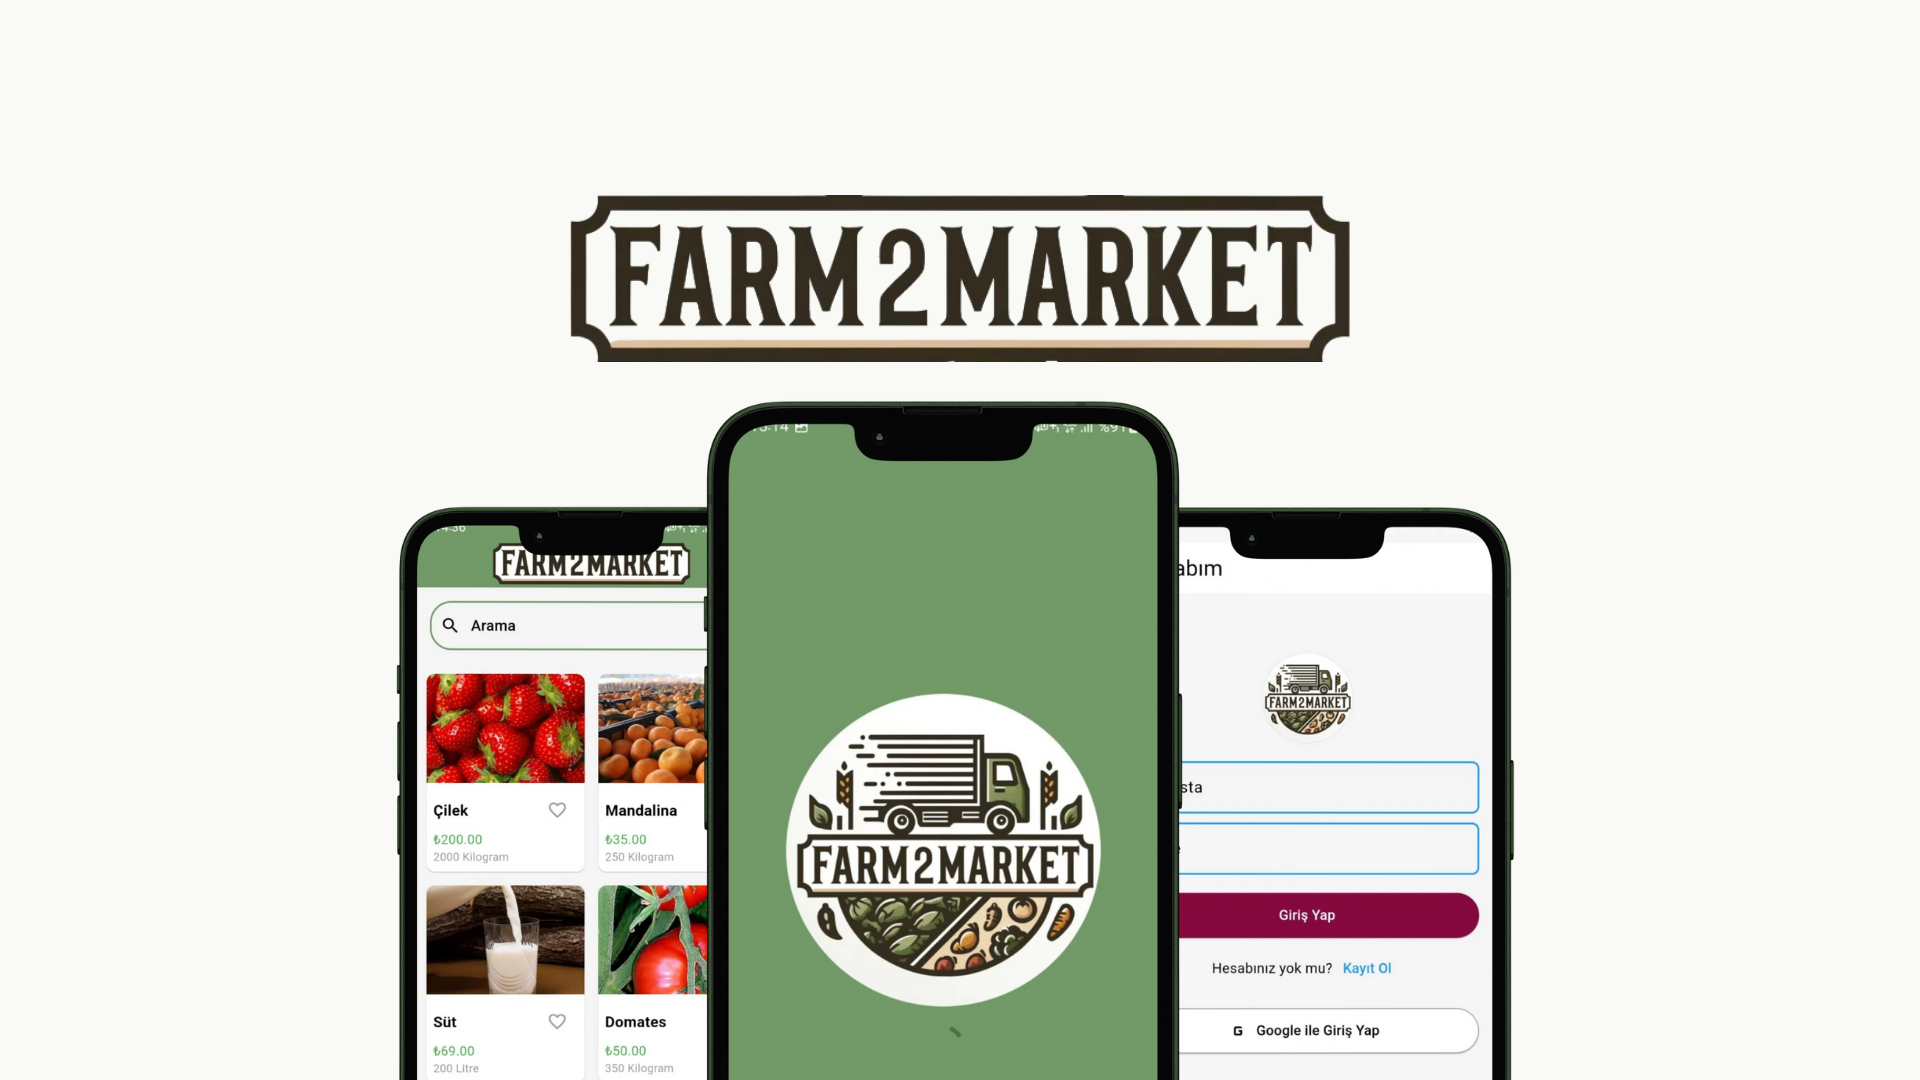 FARM2MARKET
FARM2MARKET
Arama
Çilek
₺200.00
2000 Kilogram
Mandalina
₺35.00
250 Kilogram
Süt
₺69.00
200 Litre
Domates
₺50.00
350 Kilogram
FARM2MARKET
abım
FARM2MARKET
sta
Giriş Yap
Hesabınız yok mu? Kayıt Ol
G Google ile Giriş Yap